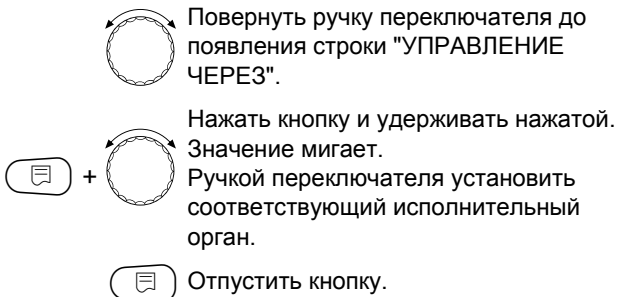 Повернуть ручку переключателя до
появления строки "УПРАВЛЕНИЕ
ЧЕРЕЗ".
Нажать кнопку и удерживать нажатой.
Значение мигает.
+
Ручкой переключателя установить
соответствующий исполнительный
орган.
Отпустить кнопку.